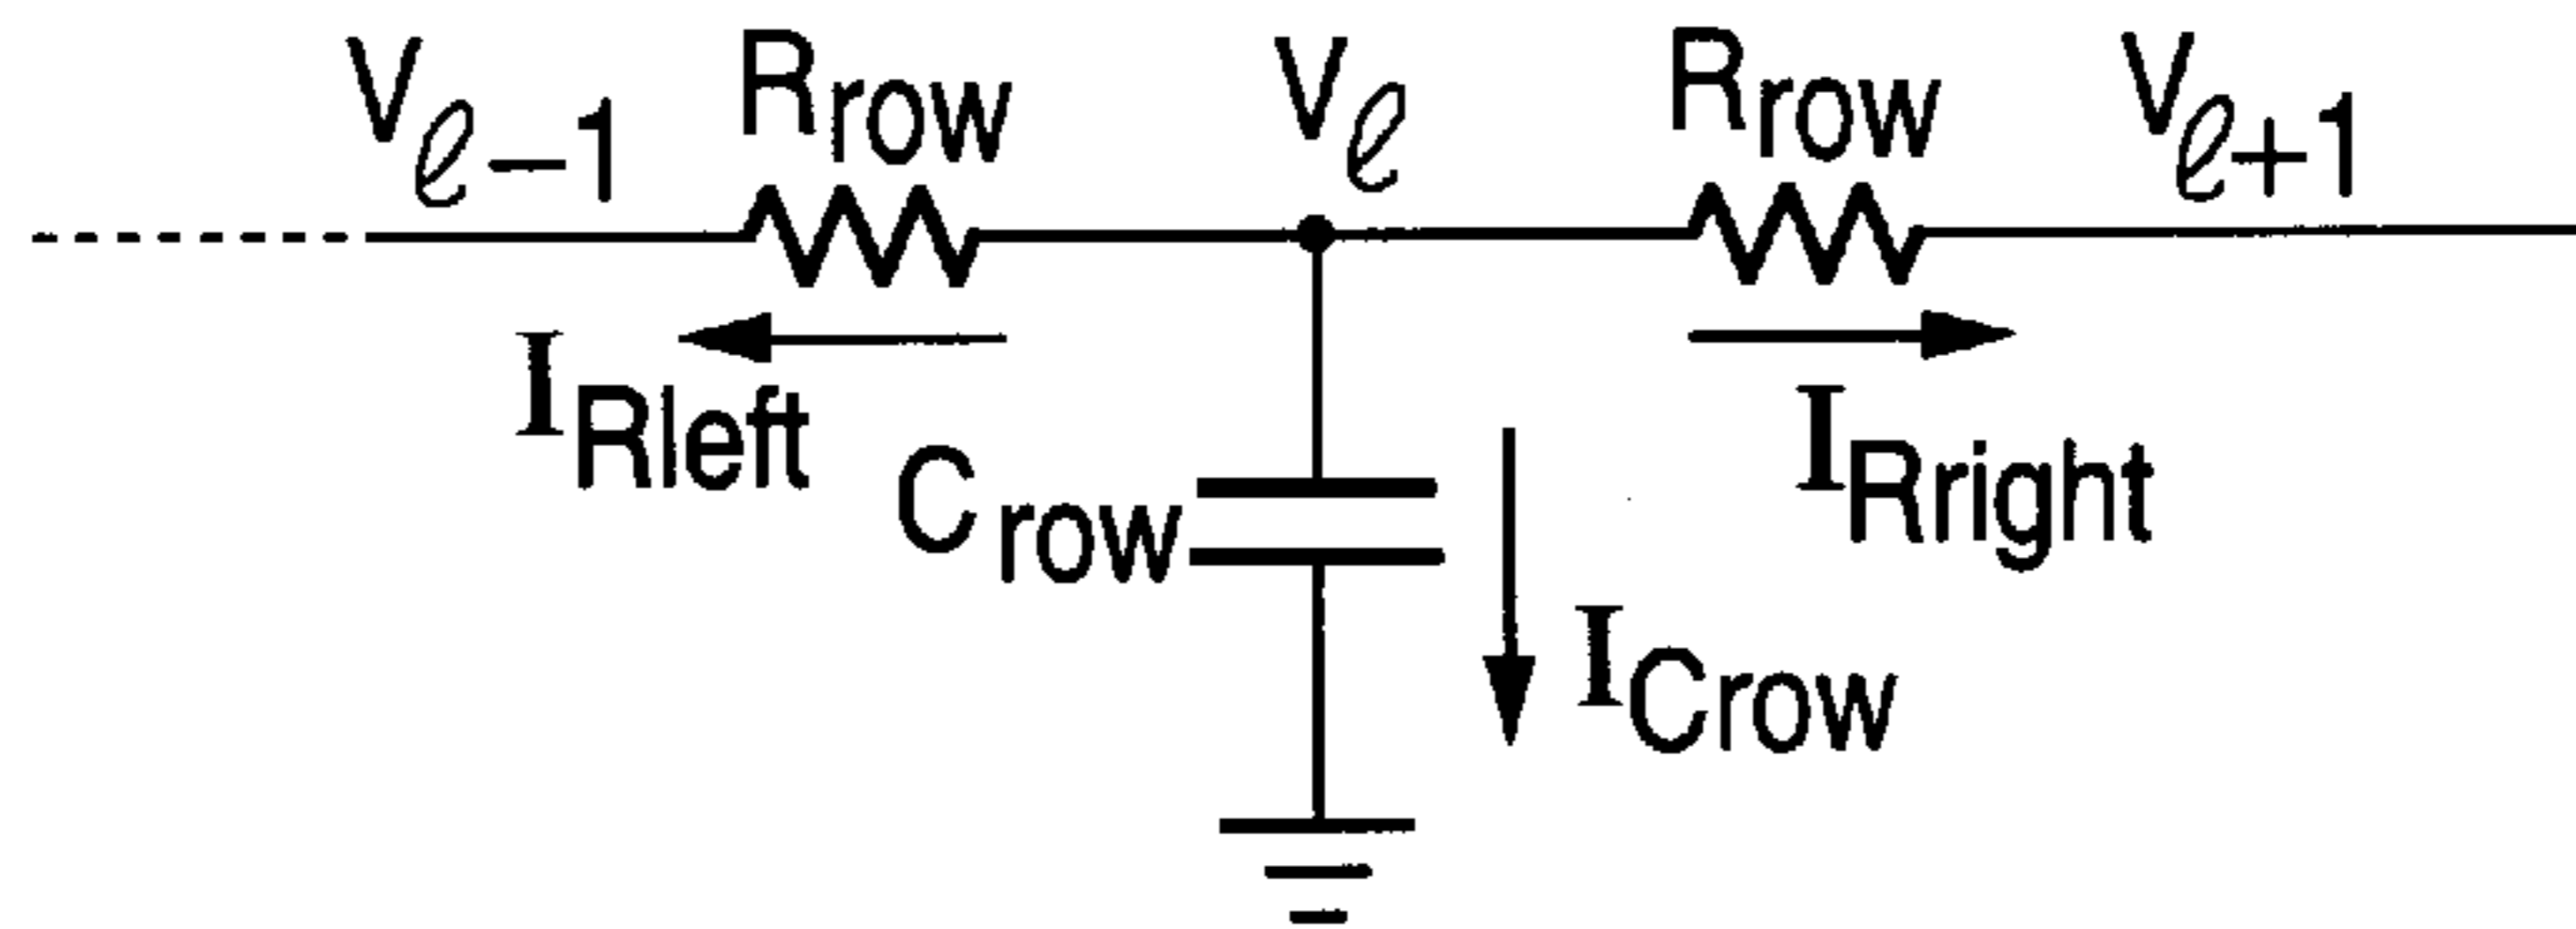 Vℓ−1 Rrow Vℓ Rrow Vℓ+1
IRleft IRright
Crow
ICrow